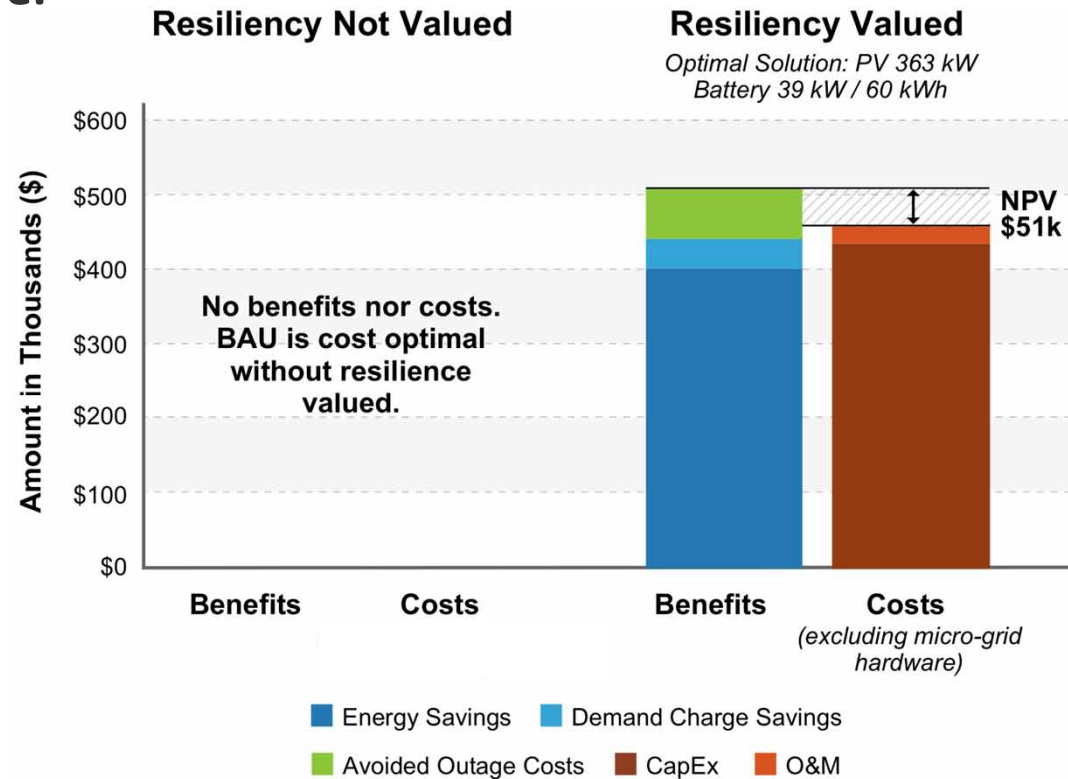 Resiliency Not Valued
Resiliency Valued
Optimal Solution: PV 363 kW
Battery 39 kW / 60 kWh
Amount in Thousands ($)
$600
$500
$400
$300
$200
$100
$0
No benefits nor costs.
BAU is cost optimal
without resilience
valued.
NPV
$51k
Benefits
Costs
Benefits
Costs
(excluding micro-grid
hardware)
Energy Savings
Demand Charge Savings
Avoided Outage Costs
CapEx
O&M